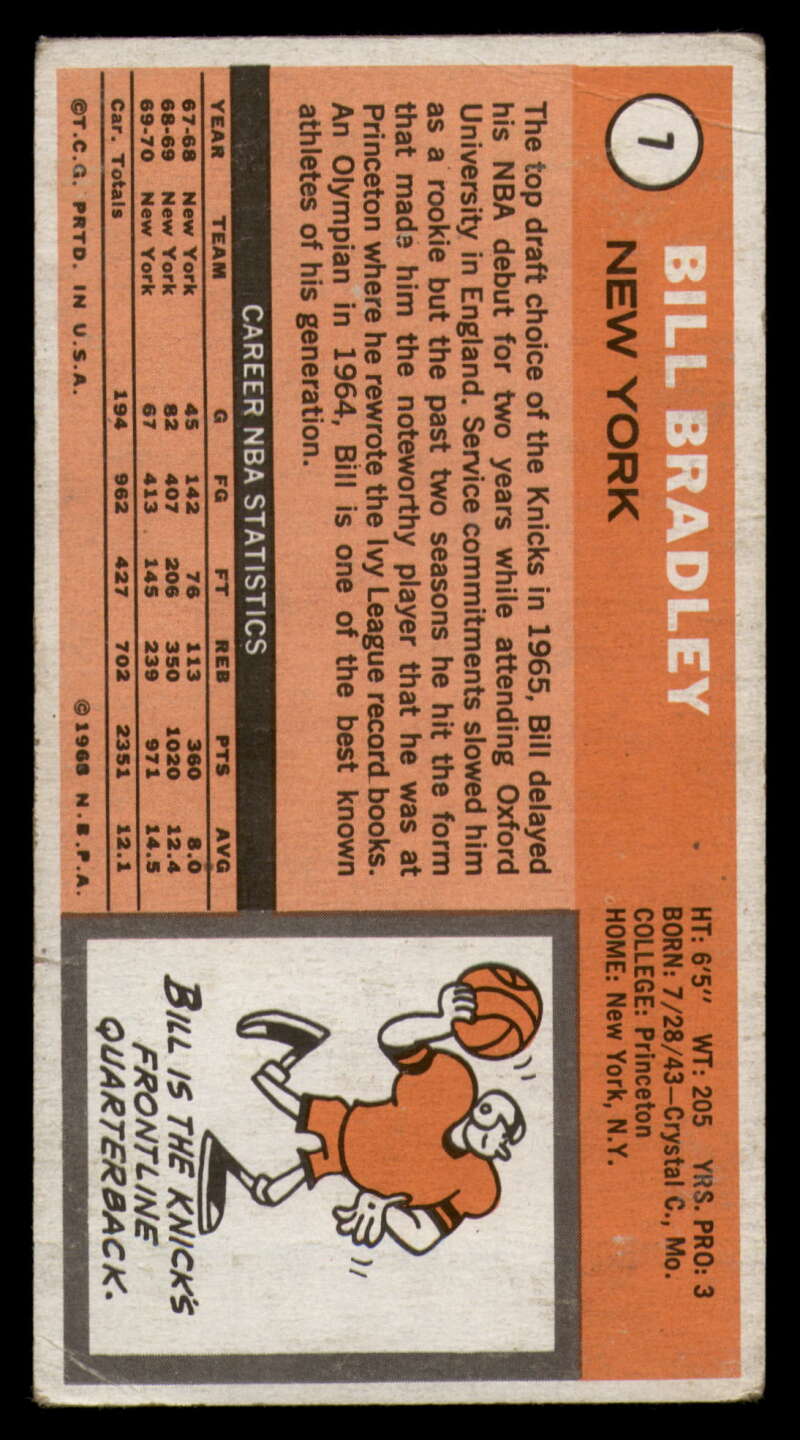 7
BILL BRADLEY
NEW YORK
HT: 6'5" WT: 205 YRS. PRO: 3
BORN: 7/28/43—Crystal C., Mo.
COLLEGE: Princeton
HOME: New York, N.Y.
The top draft choice of the Knicks in 1965, Bill delayed
his NBA debut for two years while attending Oxford
University in England. Service commitments slowed him
as a rookie but the past two seasons he hit the form
that made him the noteworthy player that he was at
Princeton where he rewrote the Ivy League record books.
An Olympian in 1964, Bill is one of the best known
athletes of his generation.
CAREER NBA STATISTICS
YEAR TEAM G FG FT REB PTS AVG
67-68 New York 45 142 76 113 360 8.0
68-69 New York 82 407 206 350 1020 12.4
69-70 New York 67 413 145 239 971 14.5
Car. Totals 194 962 427 702 2351 12.1
©T.C.G. PRTD. IN U.S.A. ©1968 N.B.P.A.
BILL IS THE KNICK'S
FRONTLINE
QUARTERBACK.